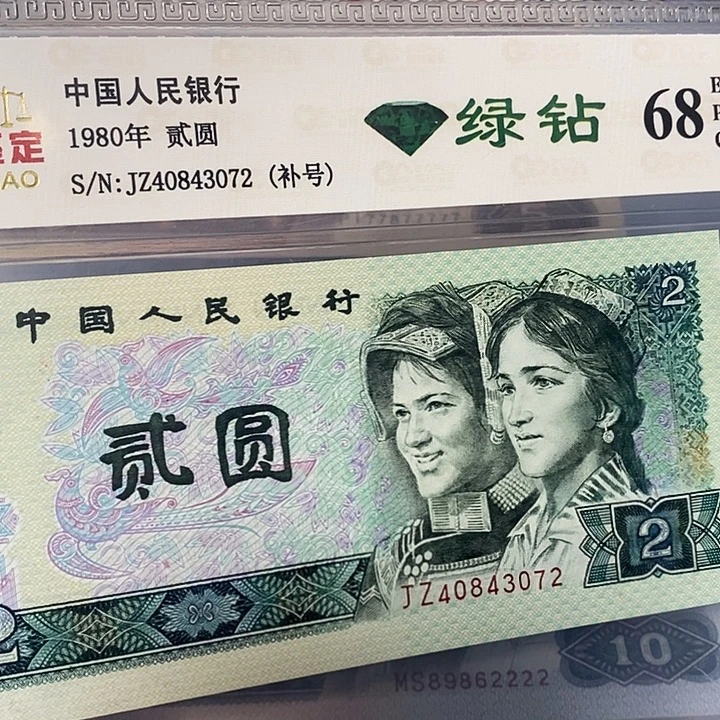 中国人民银行
1980年 贰圆
S/N:JZ40843072 (补号)
定
AO
绿钻
68
E
中国人民银行
2
贰圆
2
JZ40843072
2
10
MS89862222